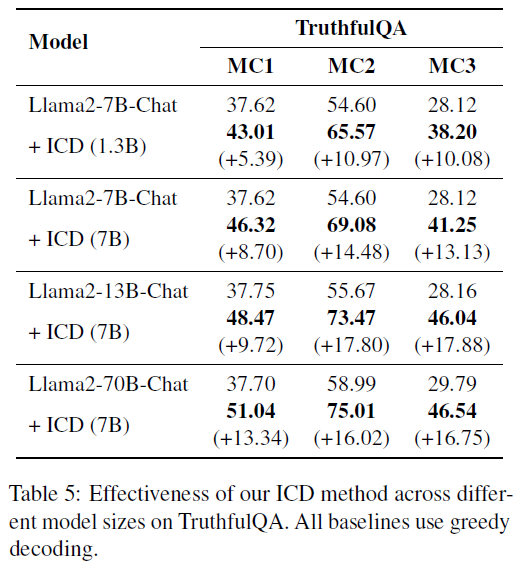 Model TruthfulQA
MC1 MC2 MC3
Llama2-7B-Chat 37.62 54.60 28.12
+ ICD (1.3B) 43.01 65.57 38.20
(+5.39) (+10.97) (+10.08)
Llama2-7B-Chat 37.62 54.60 28.12
+ ICD (7B) 46.32 69.08 41.25
(+8.70) (+14.48) (+13.13)
Llama2-13B-Chat 37.75 55.67 28.16
+ ICD (7B) 48.47 73.47 46.04
(+9.72) (+17.80) (+17.88)
Llama2-70B-Chat 37.70 58.99 29.79
+ ICD (7B) 51.04 75.01 46.54
(+13.34) (+16.02) (+16.75)
Table 5: Effectiveness of our ICD method across differ-
ent model sizes on TruthfulQA. All baselines use greedy
decoding.